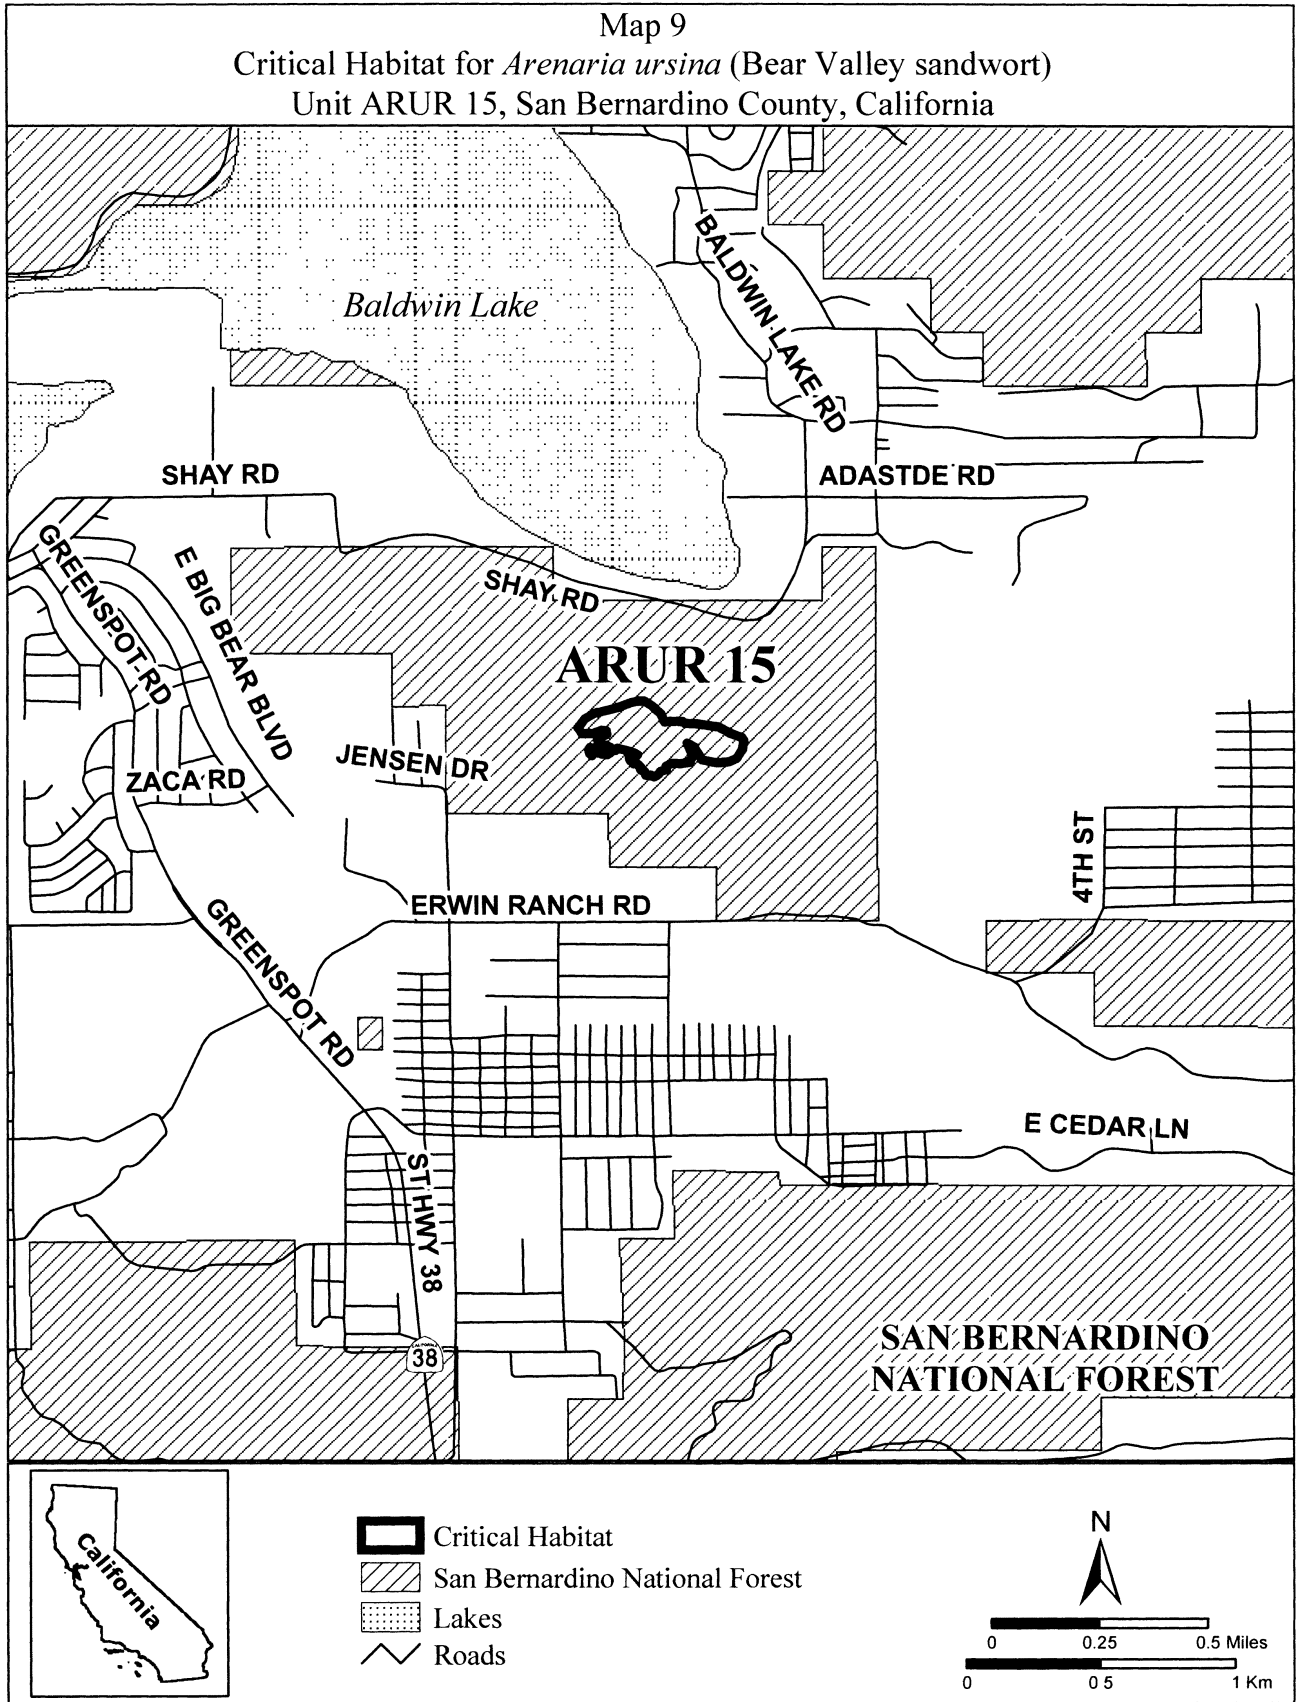 Map 9
Critical Habitat for Arenaria ursina (Bear Valley sandwort)
Unit ARUR 15, San Bernardino County, California
BALDWIN LAKE RD
Baldwin Lake
SHAY RD
ADASTDE RD
GREENSPOT RD
E BIG BEAR BLVD
SHAY RD
ARUR 15
JENSEN DR
ZACA RD
4TH ST
ERWIN RANCH RD
GREENSPOT RD
E CEDAR LN
ST HWY 38
SAN BERNARDINO
NATIONAL FOREST
CALIFORNIA
38
California
Critical Habitat
San Bernardino National Forest
Lakes
Roads
N
0 0.25 0.5 Miles
0 0 5 1 Km